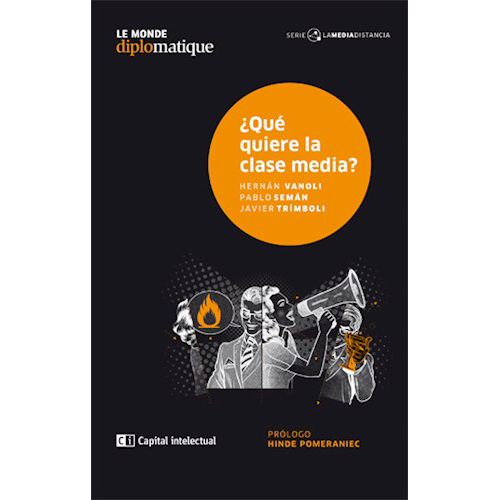 LE MONDE
diplomatique
SERIE LAMEDIADISTANCIA
¿Qué
quiere la
clase media?
HERNÁN VANOLI
PABLO SEMÁN
JAVIER TRÍMBOLI
Ci Capital intelectual
PRÓLOGO
HINDE POMERANIEC